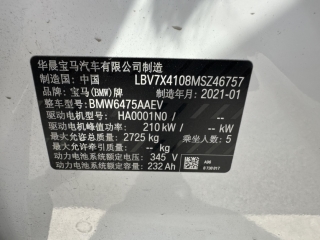 华晨宝马汽车有限公司制造
制造国：中国 LBV7X4108MSZ46757
品牌：宝马(BMW)牌 制造年月：2021-01
整车型号：BMW6475AAEV
驱动电机型号：HA0001N0 / --
驱动电机峰值功率：210 kW / -- kW
最大允许总质量：2725 kg 乘坐人数：5
最大允许牵引质量：-- kg
动力电池系统额定电压：345 V
动力电池系统额定容量：232 Ah